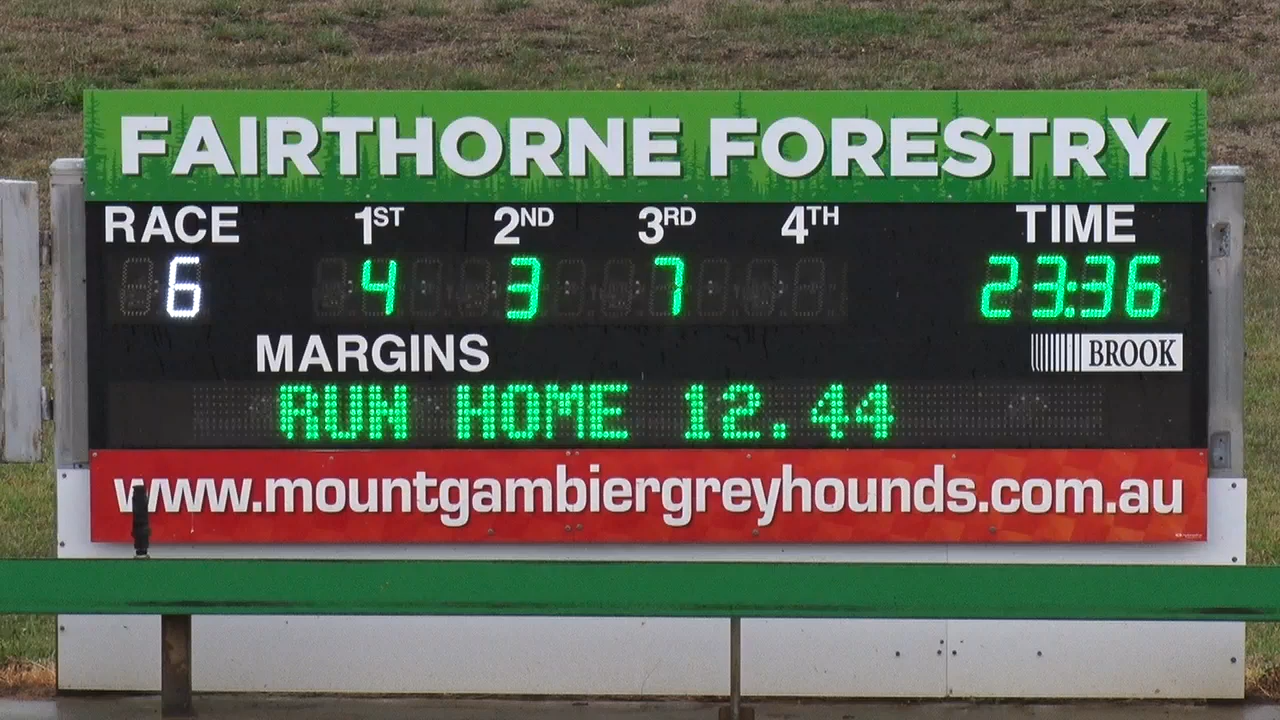 FAIRTHORNE FORESTRY
RACE 1ST 2ND 3RD 4TH TIME
6 4 3 7 23:36
MARGINS
BROOK
RUN HOME 12.44
www.mountgambiergreyhounds.com.au